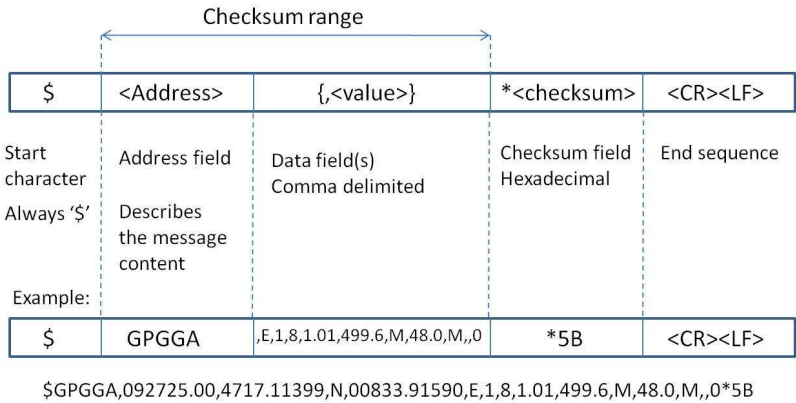 Checksum range
$ <Address> {,<value>} *<checksum> <CR><LF>
Start
character
Always ‘$’
Address field
Describes
the message
content
Data field(s)
Comma delimited
Checksum field
Hexadecimal
End sequence
Example:
$ GPGGA ,E,1,8,1.01,499.6,M,48.0,M,,0 *5B <CR><LF>
$GPGGA,092725.00,4717.11399,N,00833.91590,E,1,8,1.01,499.6,M,48.0,M,,0*5B